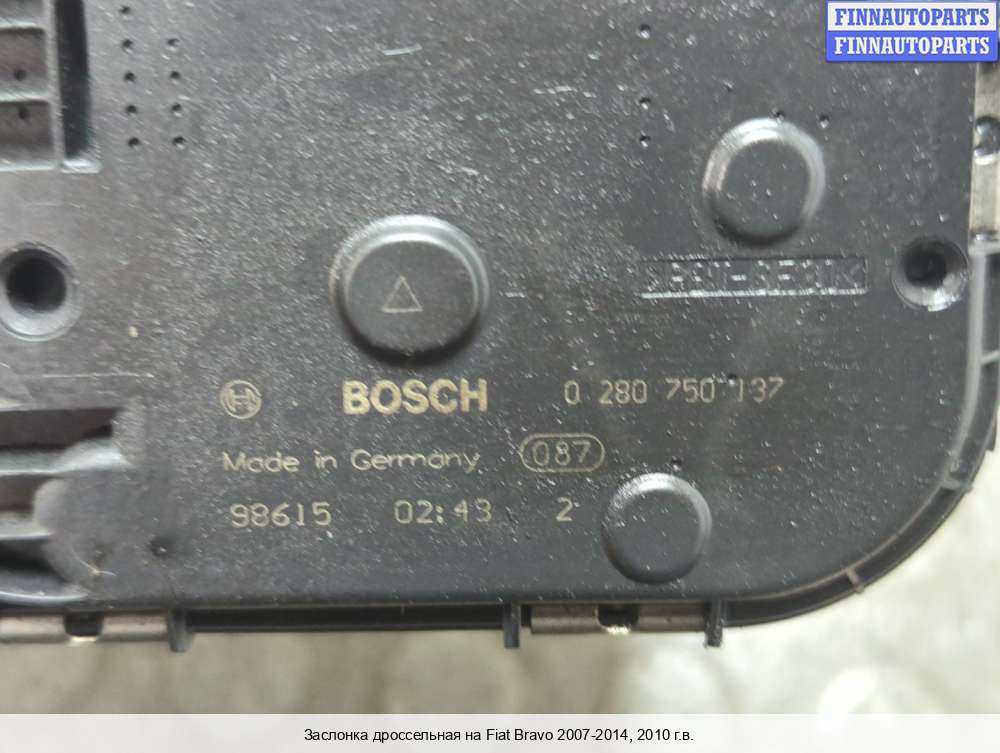 FINNAUTOPARTS
FINNAUTOPARTS
BOSCH 0 280 750 137
Made in Germany 087
98615 02:43 2
Заслонка дроссельная на Fiat Bravo 2007-2014, 2010 г.в.